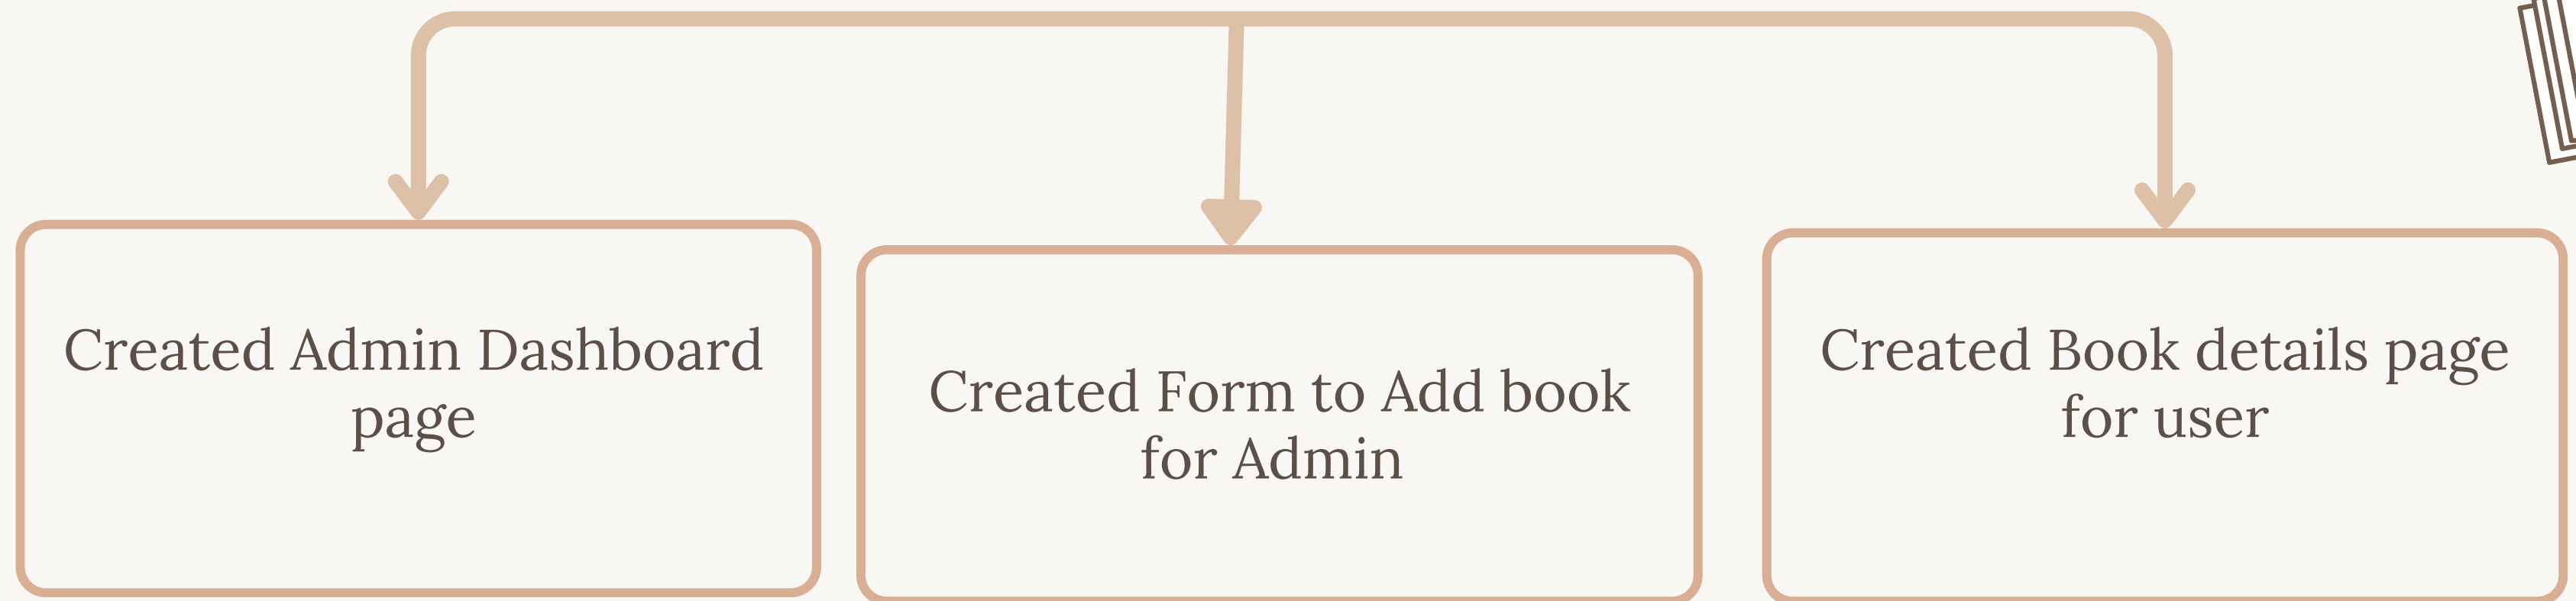 Created Admin Dashboard
page
Created Form to Add book
for Admin
Created Book details page
for user